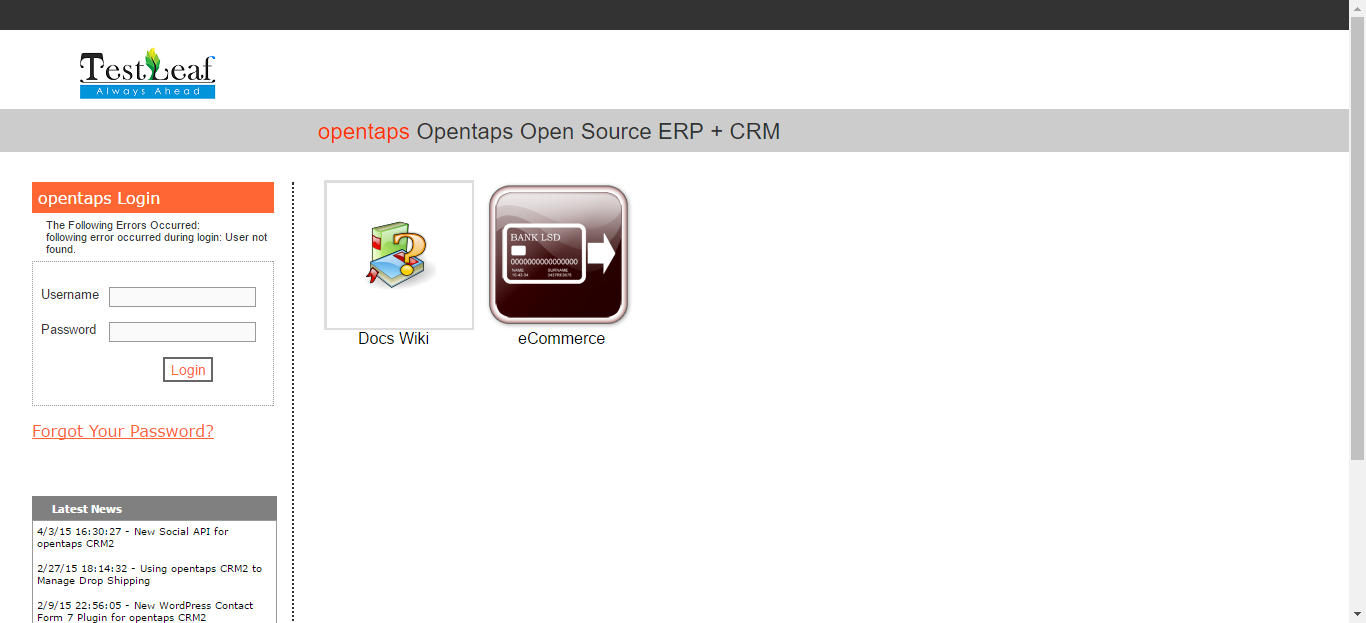 TestLeaf
Always Ahead
opentaps Opentaps Open Source ERP + CRM
opentaps Login
The Following Errors Occurred:
following error occurred during login: User not
found.
Username
Password
Login
Forgot Your Password?
BANK LSD
0000000000000000
NAME SURNAME
Docs Wiki
eCommerce
Latest News
4/3/15 16:30:27 - New Social API for
opentaps CRM2
2/27/15 18:14:32 - Using opentaps CRM2 to
Manage Drop Shipping
2/9/15 22:56:05 - New WordPress Contact
Form 7 Plugin for opentaps CRM2